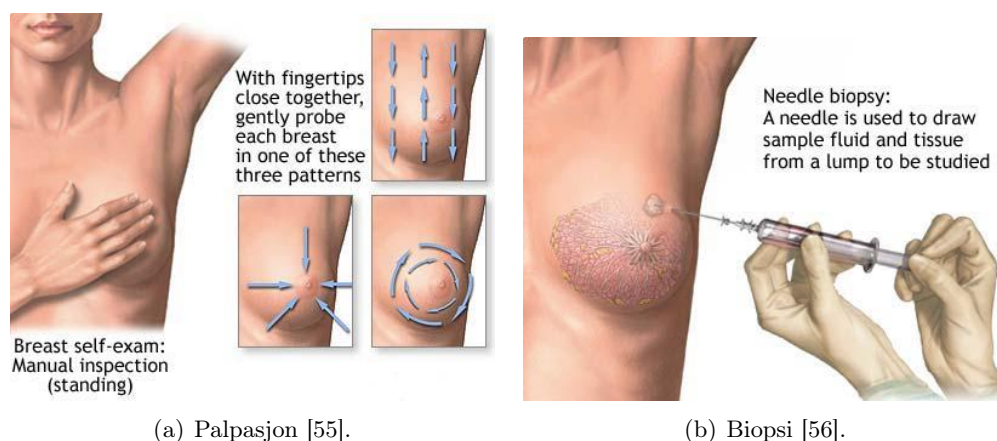 With fingertips
close together,
gently probe
each breast
in one of these
three patterns
Breast self-exam:
Manual inspection
(standing)
Needle biopsy:
A needle is used to draw
sample fluid and tissue
from a lump to be studied
(a) Palpasjon [55].
(b) Biopsi [56].